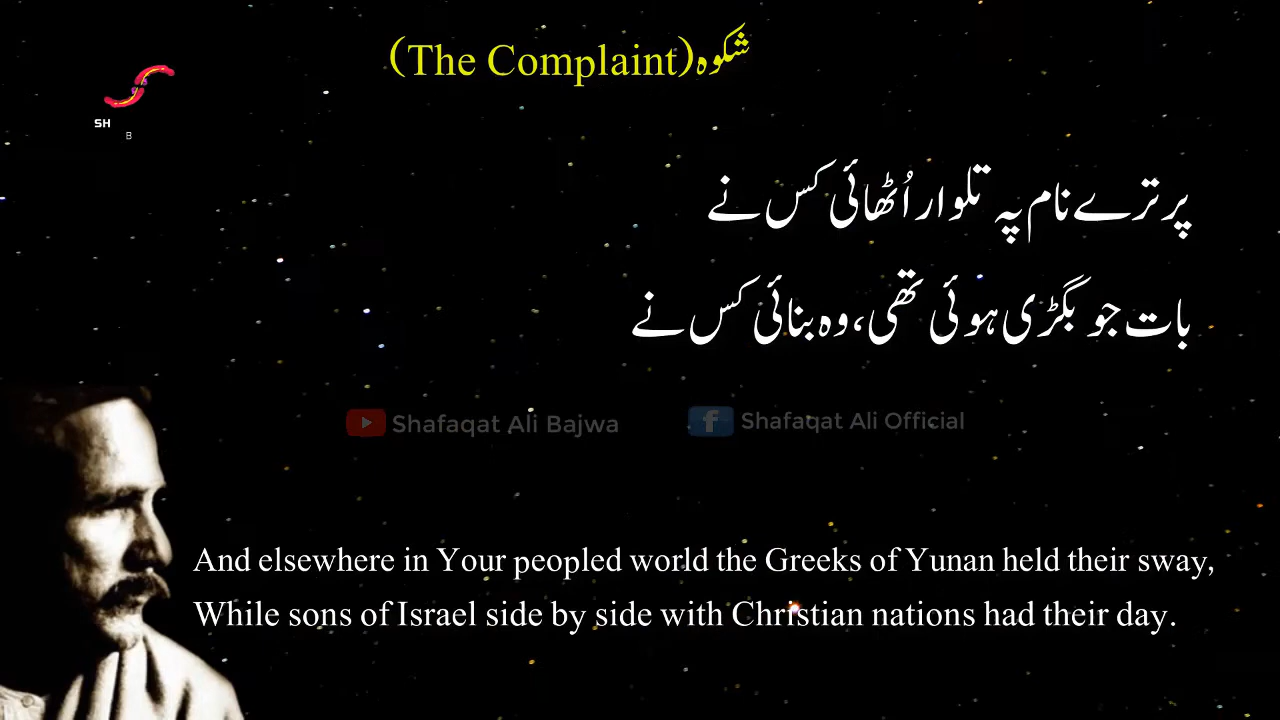 شکوہ(The Complaint)
SH
B
پر ترے نام پہ تلوار اُٹھائی کس نے
بات جو بگڑی ہوئی تھی، وہ بنائی کس نے
Shafaqat Ali Bajwa
Shafaqat Ali Official
And elsewhere in Your peopled world the Greeks of Yunan held their sway,
While sons of Israel side by side with Christian nations had their day.